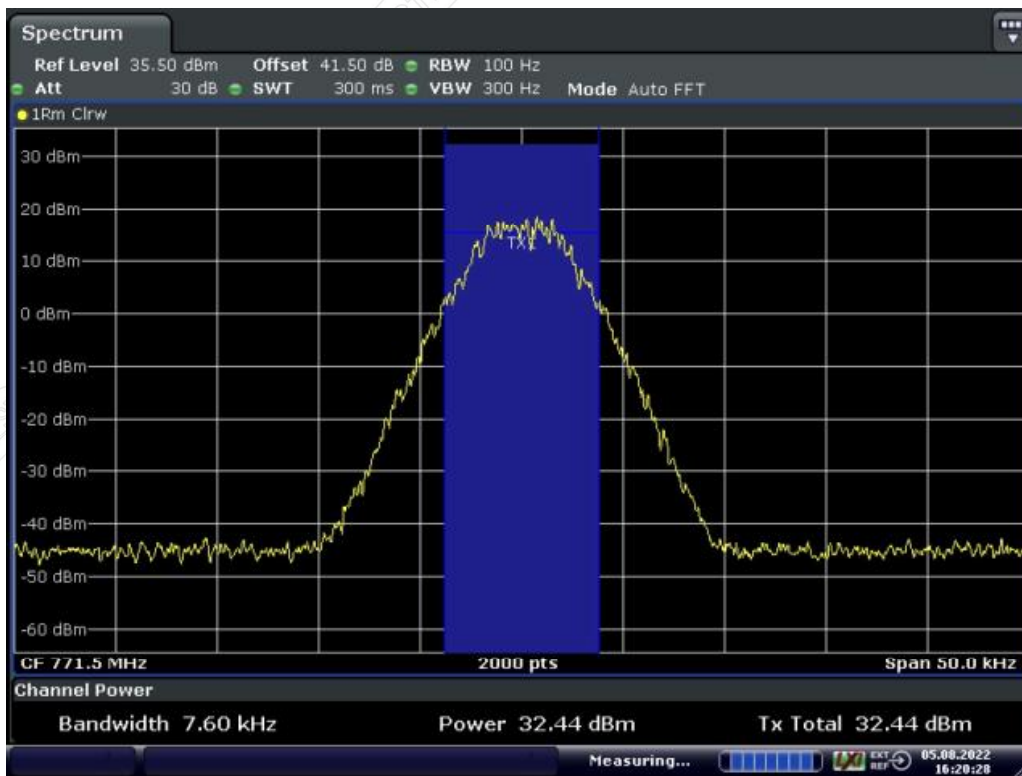 Spectrum
Ref Level 35.50 dBm Offset 41.50 dB RBW 100 Hz
Att 30 dB SWT 300 ms VBW 300 Hz Mode Auto FFT
1Rm Clrw
30 dBm
20 dBm
TX
10 dBm
0 dBm
-10 dBm
-20 dBm
-30 dBm
-40 dBm
-50 dBm
-60 dBm
CF 771.5 MHz 2000 pts Span 50.0 kHz
Channel Power
Bandwidth 7.60 kHz Power 32.44 dBm Tx Total 32.44 dBm
Measuring... LXI EXT REF 05.08.2022
16:20:28